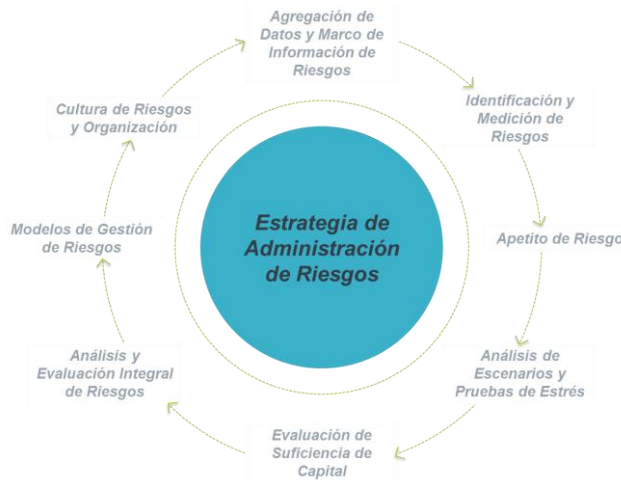 Agregación de
Datos y Marco de
Información de
Riesgos
Identificación y
Medición de
Riesgos
Apetito de Riesgo
Análisis de
Escenarios y
Pruebas de Estrés
Evaluación de
Suficiencia de
Capital
Análisis y
Evaluación Integral
de Riesgos
Modelos de Gestión
de Riesgos
Cultura de Riesgos
y Organización
Estrategia de
Administración
de Riesgos